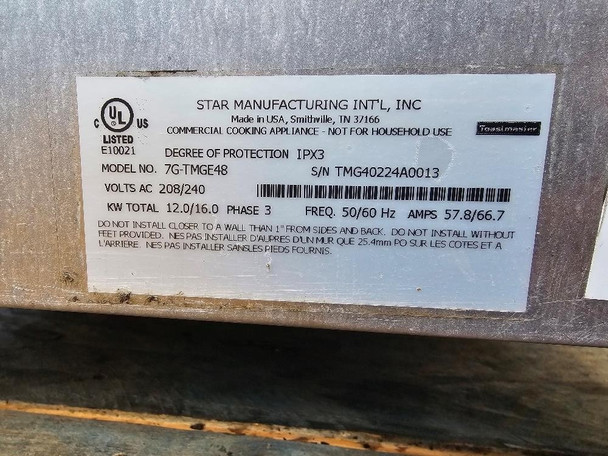 STAR MANUFACTURING INT'L, INC
Made in USA, Smithville, TN 37166
COMMERCIAL COOKING APPLIANCE - NOT FOR HOUSEHOLD USE
Toastmaster
C UL US
LISTED
E10021
DEGREE OF PROTECTION IPX3
MODEL NO. 7G-TMGE48 S/N TMG40224A0013
VOLTS AC 208/240
KW TOTAL 12.0/16.0 PHASE 3 FREQ. 50/60 Hz AMPS 57.8/66.7
DO NOT INSTALL CLOSER TO A WALL THAN 1" FROM SIDES AND BACK. DO NOT INSTALL WITHOUT
FEET PROVIDED. NES PAS INSTALLER D'AUPRES D'UN MUR QUE 25.4mm PO SUR LES COTES ET A
L'ARRIERE. NES PAS INSTALLER SANSLES PIEDS FOURNIS.